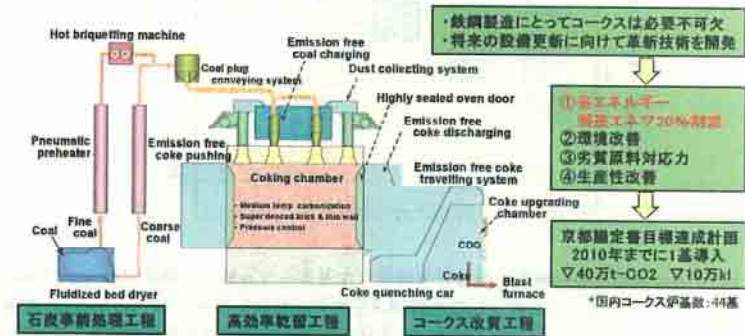 Hot briquetting machine
Coal plug
conveying system
Emission free
coal charging
Dust collecting system
Highly sealed oven door
Emission free
coke discharging
Pneumatic
preheater
Emission free
coke pushing
Coking chamber
Emission free coke
travelling system
・Medium temp. carbonization
・Super denced brick & thin wall
・Pressure control
Coke upgrading
chamber
Fine
coal
Coal
Coarse
coal
CDQ
Coke
Blast
furnace
Fluidized bed dryer
Coke quenching car
石炭事前処理工程
高効率乾留工程
コークス改質工程
・鉄鋼製造にとってコークスは必要不可欠
・将来の設備更新に向けて革新技術を開発
①省エネルギー
製造エネ▽20%削減
②環境改善
③劣質原料対応力
④生産性改善
京都議定書目標達成計画
2010年までに1基導入
▽40万t-CO2 ▽10万kl
*国内コークス炉基数:44基